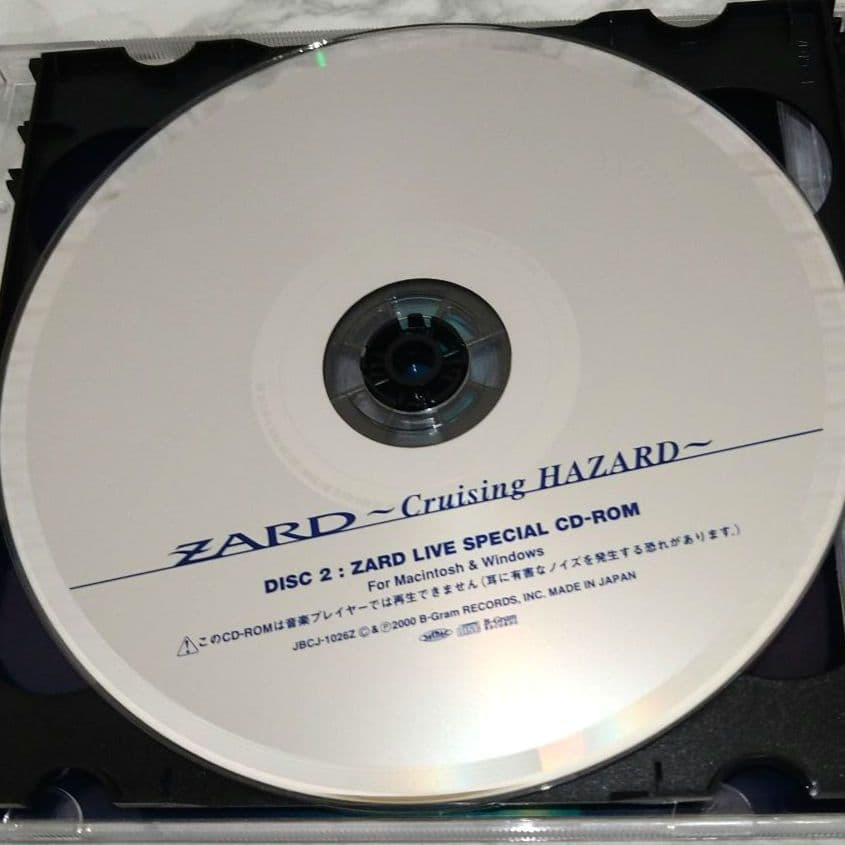 ZARD ~Cruising HAZARD~
DISC 2 : ZARD LIVE SPECIAL CD-ROM
For Macintosh & Windows
⚠このCD-ROMは音楽プレイヤーでは再生できません(耳に有害なノイズを発生する恐れがあります。)
JBCJ-1026Z ©&℗2000 B-Gram RECORDS, INC. MADE IN JAPAN
B-Gram RECORDS